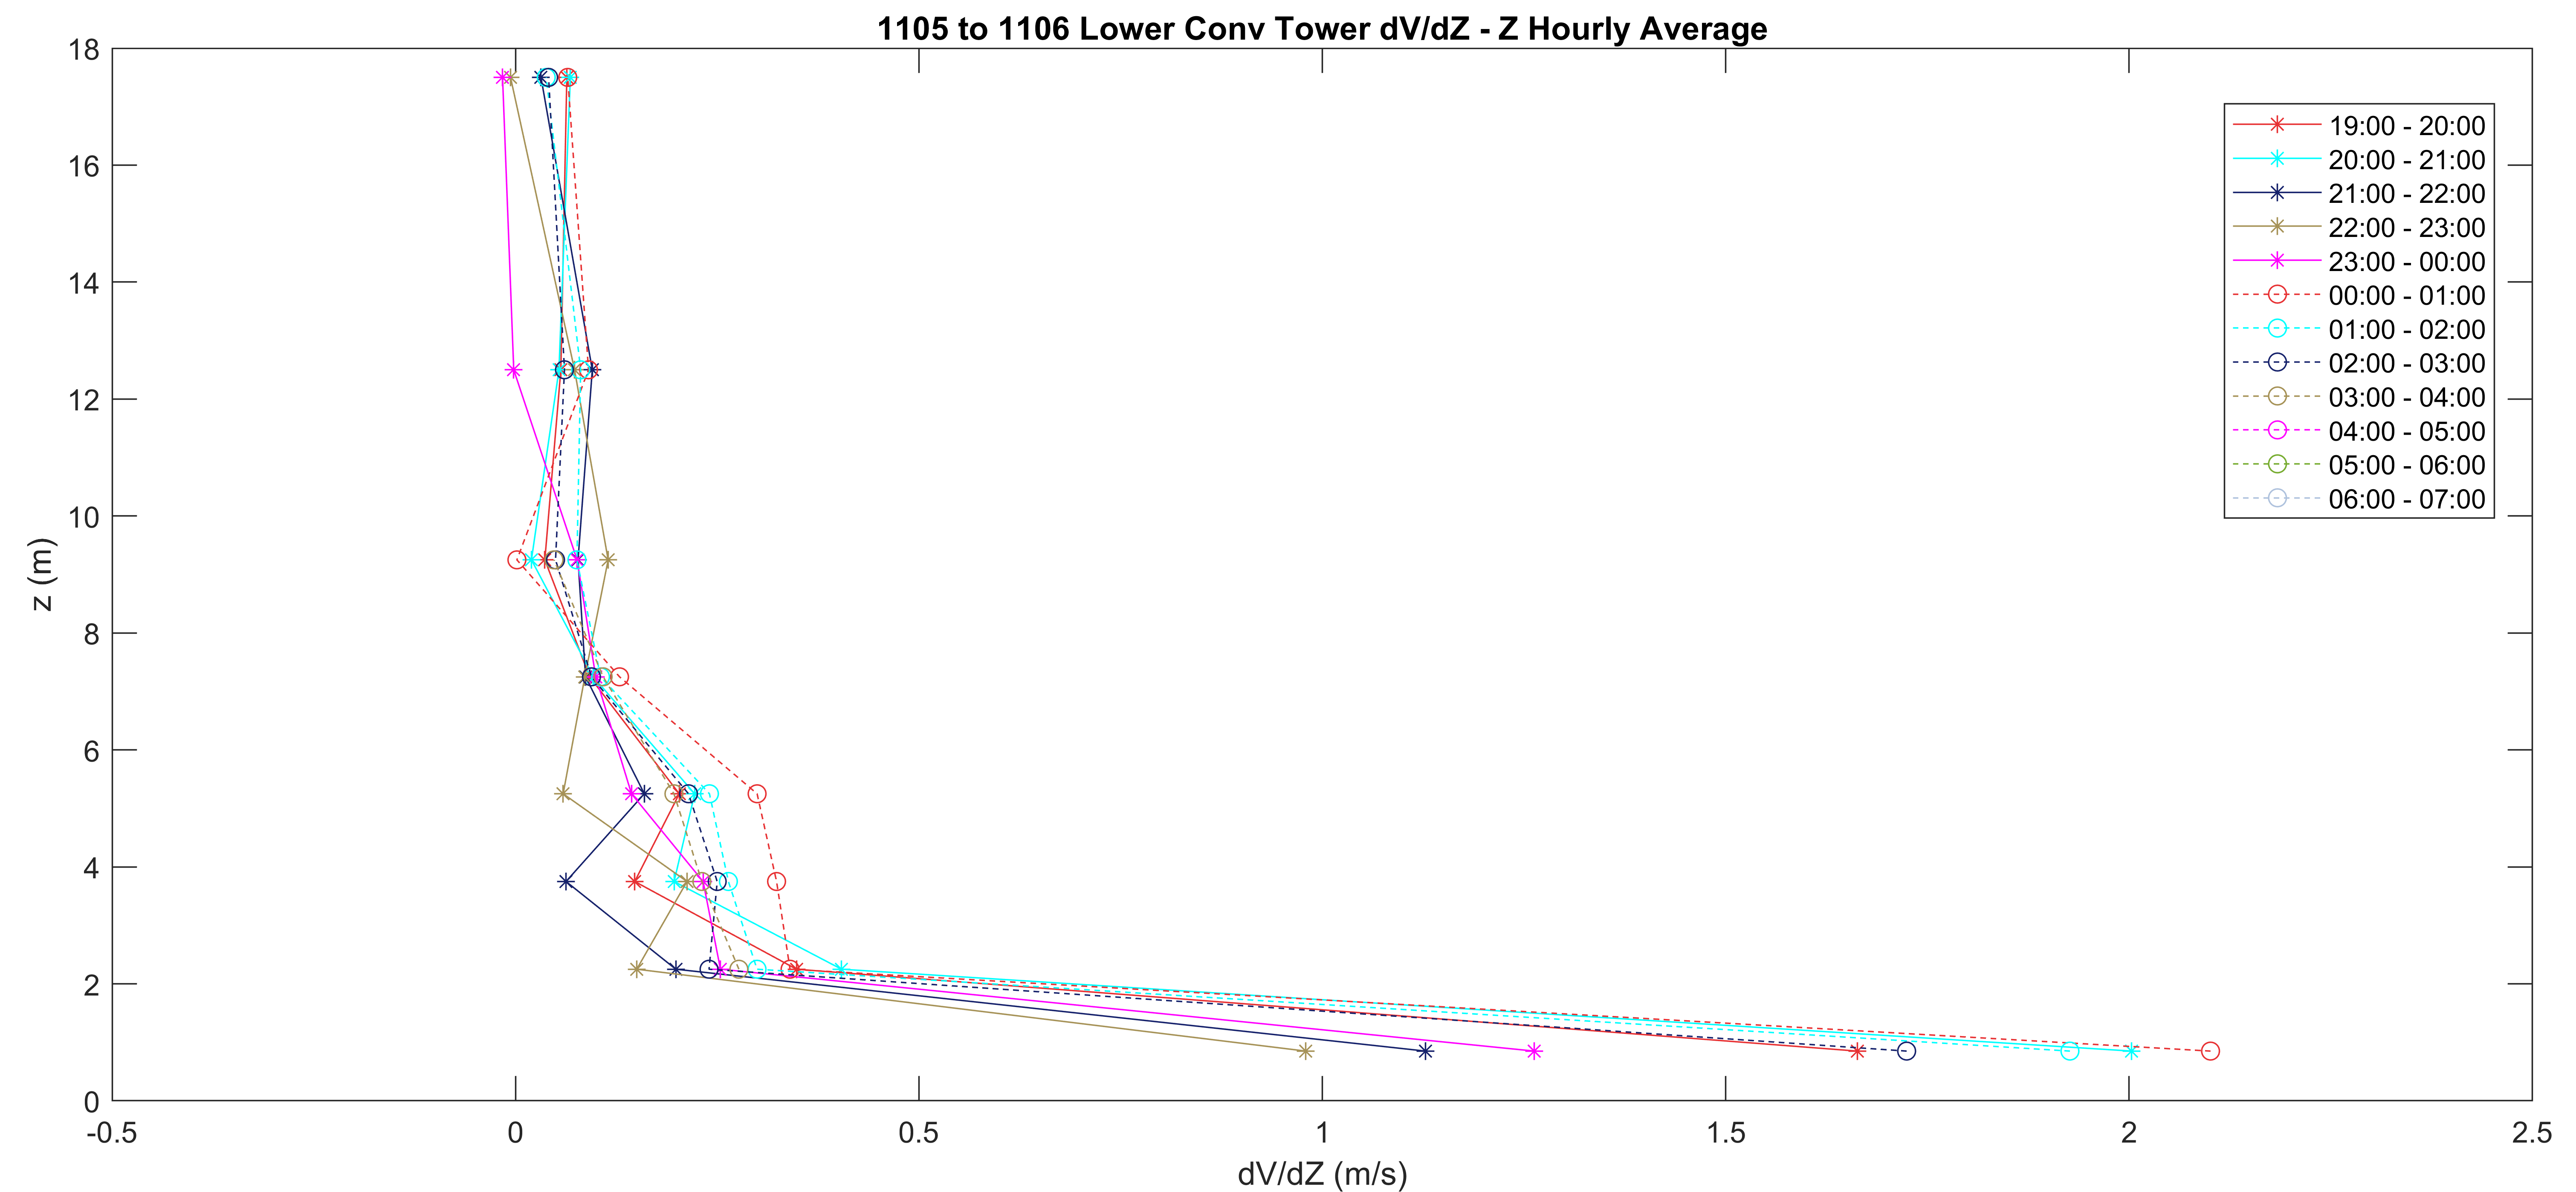 1105 to 1106 Lower Conv Tower dV/dZ - Z Hourly Average
18
16
14
12
10
8
6
4
2
0
z (m)
-0.5 0 0.5 1 1.5 2 2.5
dV/dZ (m/s)
19:00 - 20:00
20:00 - 21:00
21:00 - 22:00
22:00 - 23:00
23:00 - 00:00
00:00 - 01:00
01:00 - 02:00
02:00 - 03:00
03:00 - 04:00
04:00 - 05:00
05:00 - 06:00
06:00 - 07:00